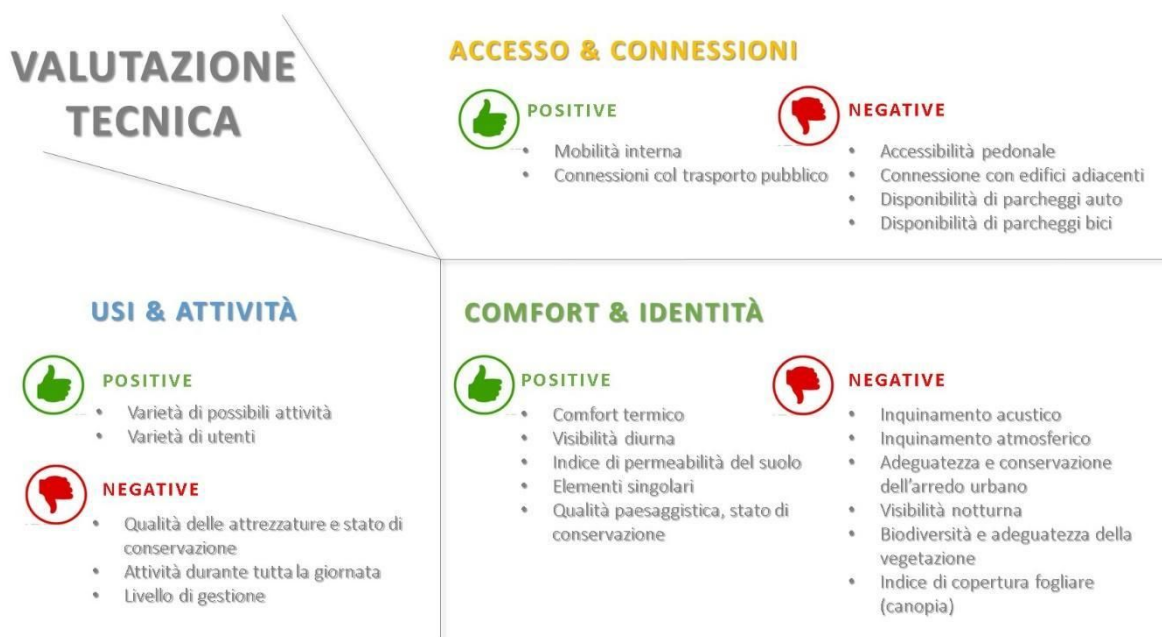 VALUTAZIONE
TECNICA
ACCESSO & CONNESSIONI
POSITIVE
• Mobilità interna
• Connessioni col trasporto pubblico
NEGATIVE
• Accessibilità pedonale
• Connessione con edifici adiacenti
• Disponibilità di parcheggi auto
• Disponibilità di parcheggi bici
USI & ATTIVITÀ
POSITIVE
• Varietà di possibili attività
• Varietà di utenti
NEGATIVE
• Qualità delle attrezzature e stato di
conservazione
• Attività durante tutta la giornata
• Livello di gestione
COMFORT & IDENTITÀ
POSITIVE
• Comfort termico
• Visibilità diurna
• Indice di permeabilità del suolo
• Elementi singolari
• Qualità paesaggistica, stato di
conservazione
NEGATIVE
• Inquinamento acustico
• Inquinamento atmosferico
• Adeguatezza e conservazione
dell'arredo urbano
• Visibilità notturna
• Biodiversità e adeguatezza della
vegetazione
• Indice di copertura fogliare
(canopia)